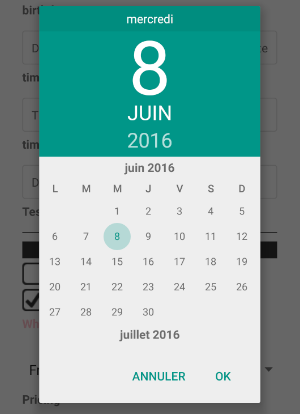 birth
mercredi
8
JUIN
2016
D
e
tim
T
tim
D
juin 2016
L M M J V S D
1 2 3 4 5
6 7 8 9 10 11 12
13 14 15 16 17 18 19
20 21 22 23 24 25 26
27 28 29 30
juillet 2016
Tes
Wh
ANNULER OK
Fr